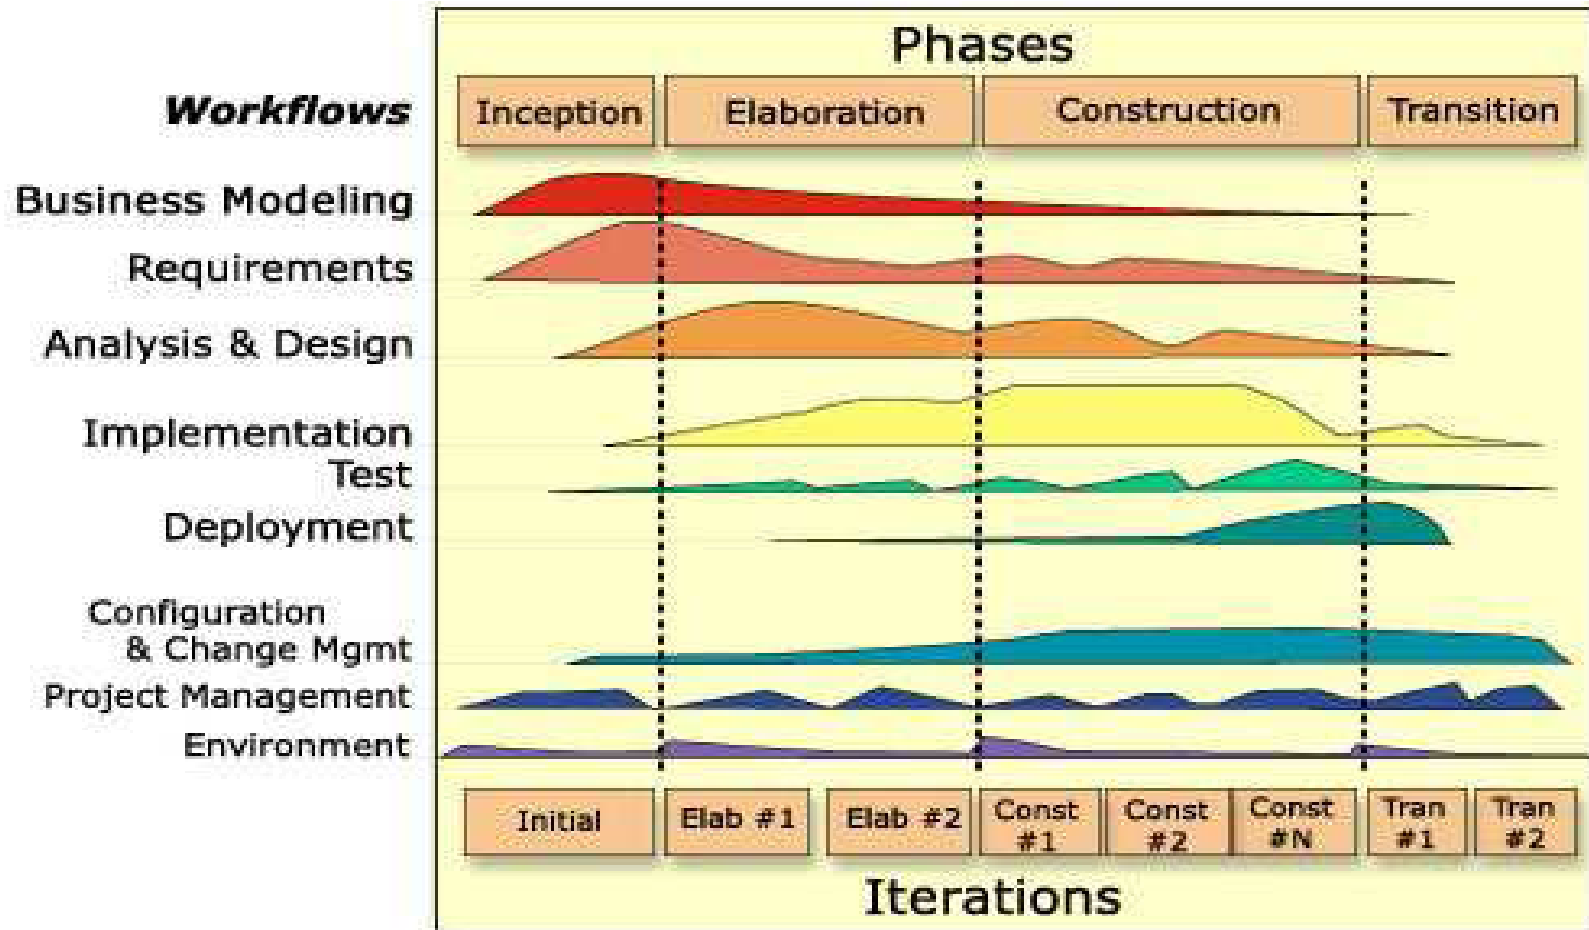 Phases
Workflows
Inception
Elaboration
Construction
Transition
Business Modeling
Requirements
Analysis & Design
Implementation
Test
Deployment
Configuration
& Change Mgmt
Project Management
Environment
Initial
Elab #1
Elab #2
Const
#1
Const
#2
Const
#N
Tran
#1
Tran
#2
Iterations